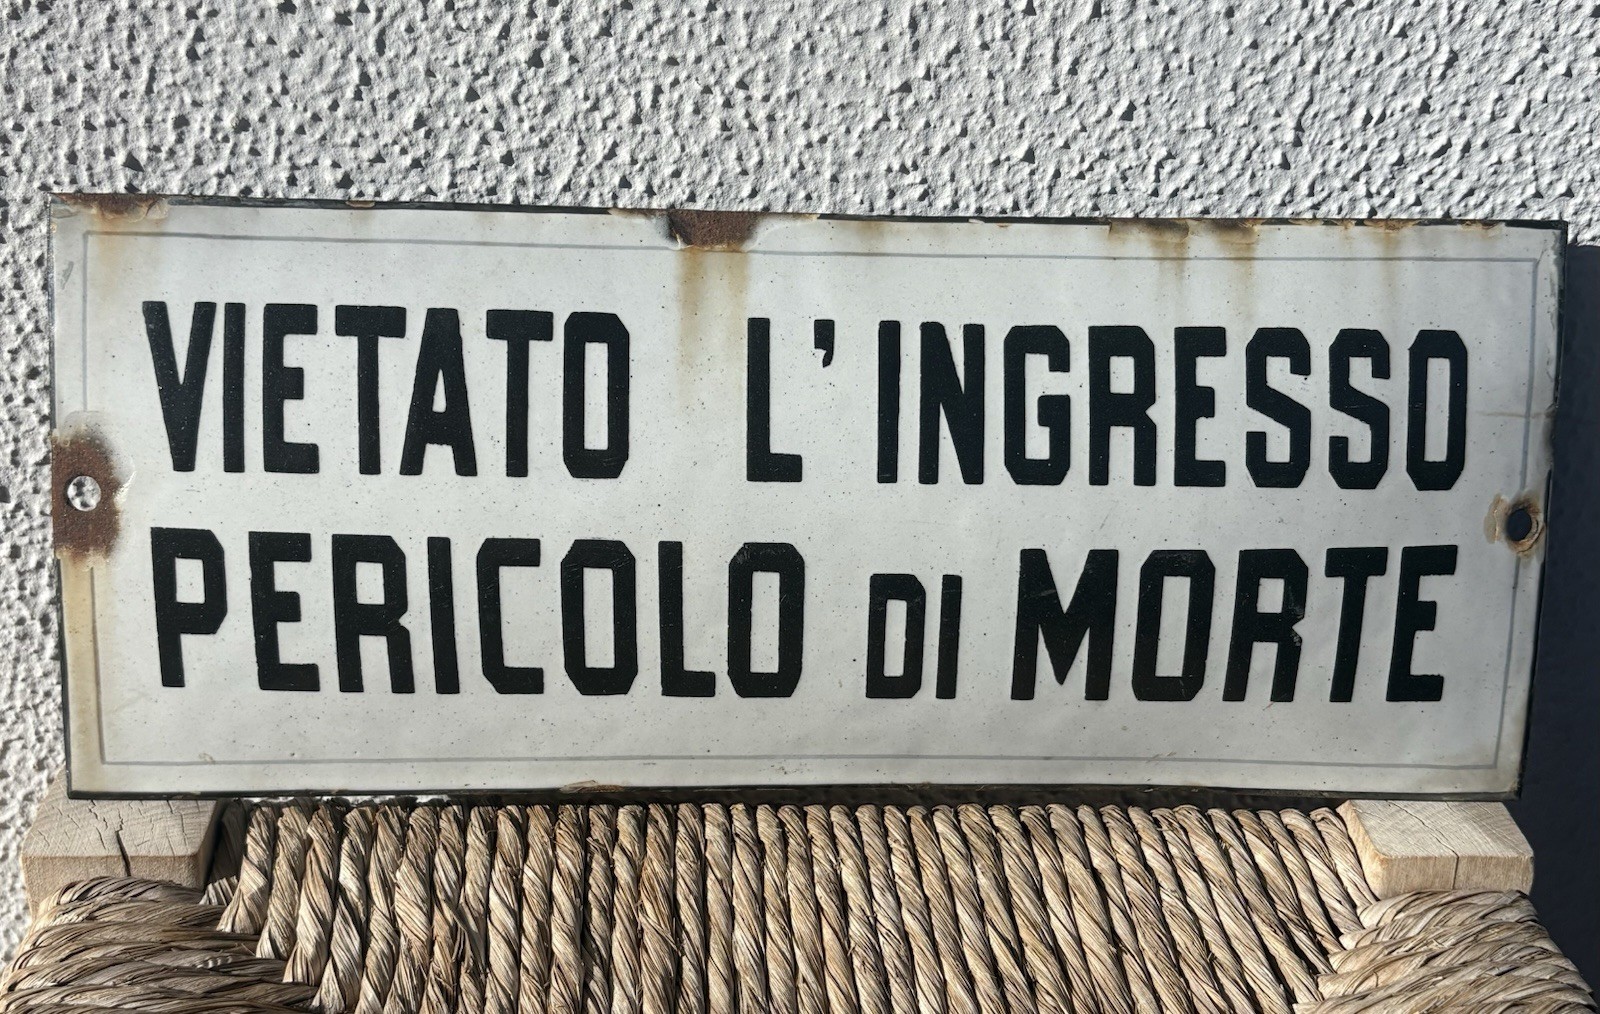 VIETATO L'INGRESSO
PERICOLO DI MORTE